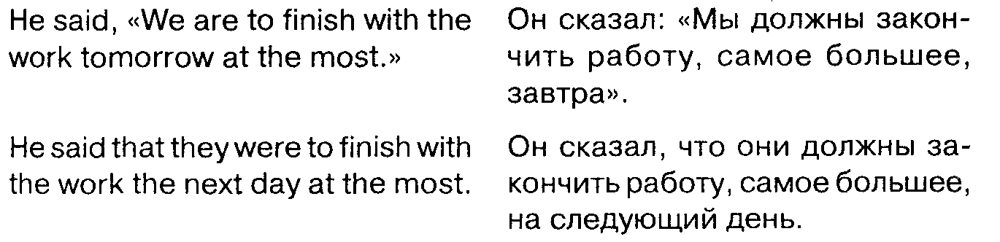 He said, «We are to finish with the
work tomorrow at the most.»
Он сказал: «Мы должны закон-
чить работу, самое большее,
завтра».
He said that they were to finish with
the work the next day at the most.
Он сказал, что они должны за-
кончить работу, самое большее,
на следующий день.